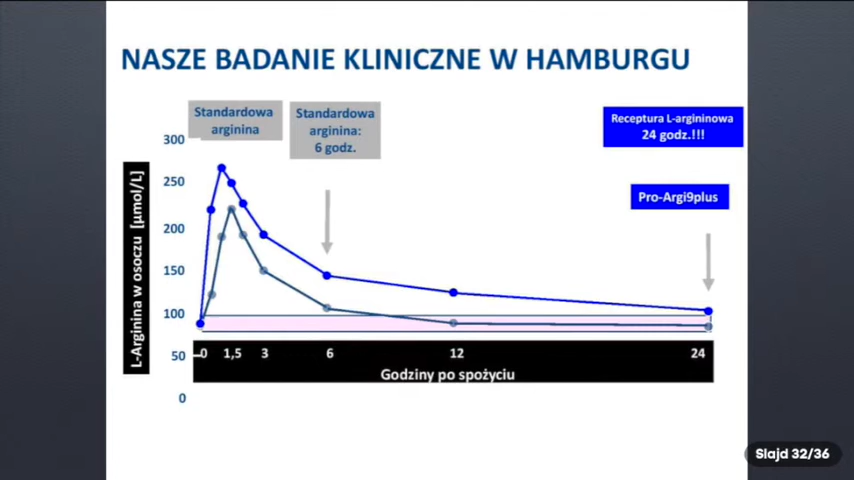 NASZE BADANIE KLINICZNE W HAMBURGU
Standardowa
arginina
Standardowa
arginina:
6 godz.
Receptura L-argininowa
24 godz.!!!
Pro-Argi9plus
L-Arginina w osoczu [µmol/L]
300
250
200
150
100
50
0
0 1,5 3 6 12 24
Godziny po spożyciu
Slajd 32/36